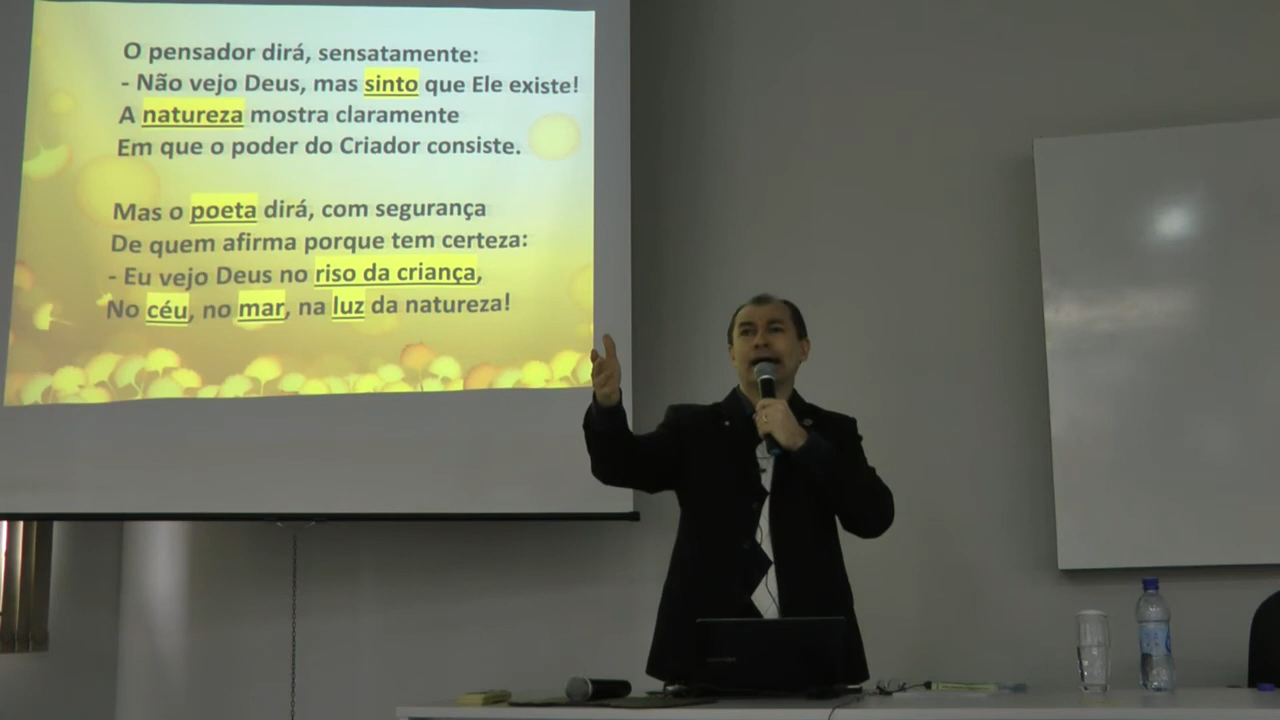 O pensador dirá, sensatamente:
- Não vejo Deus, mas sinto que Ele existe!
A natureza mostra claramente
Em que o poder do Criador consiste.
Mas o poeta dirá, com segurança
De quem afirma porque tem certeza:
- Eu vejo Deus no riso da criança,
No céu, no mar, na luz da natureza!